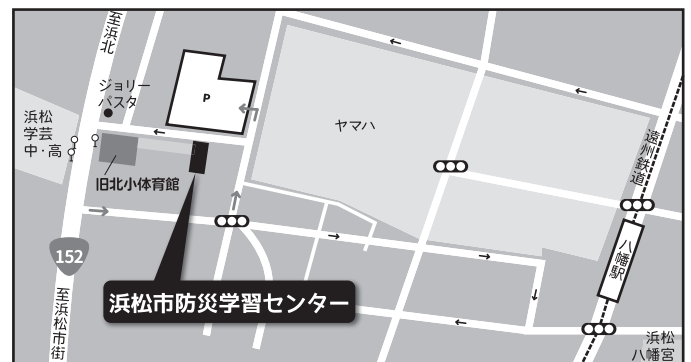 至浜北
ジョリー
パスタ
P
浜松
学芸
中・高
ヤマハ
遠州鉄道
旧北小体育館
八幡駅
152
浜松市防災学習センター
至浜松市街
浜松
八幡宮